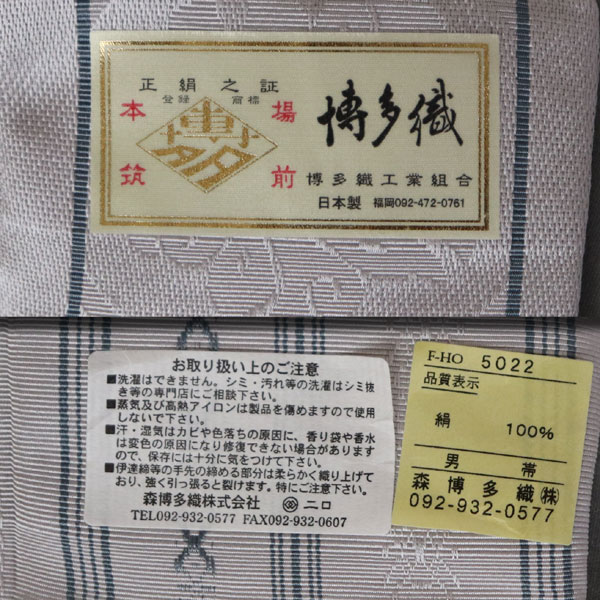 正絹之証
登録 商標
本場
筑前
博多
博多織
博多織工業組合
日本製 福岡092-472-0761
お取り扱い上のご注意
■洗濯はできません。シミ・汚れ等の洗濯はシミ抜
き等の専門店にご相談下さい。
■蒸気及び高熱アイロンは製品を傷めますので使用
しないで下さい。
■汗・湿気はカビや色落ちの原因に、香り袋や香水
は変色の原因になり修復できない場合があります
ので、保存には十分に気をつけて下さい。
■伊達締等の手先の締める部分は柔らかく織り上げて
おり、強く引っ張ると裂けます。特にご注意下さい。
森博多織株式会社 二ロ
TEL092-932-0577 FAX092-932-0607
F-HO 5022
品質表示
絹 100%
男 帯
森博多織㈱
092-932-0577